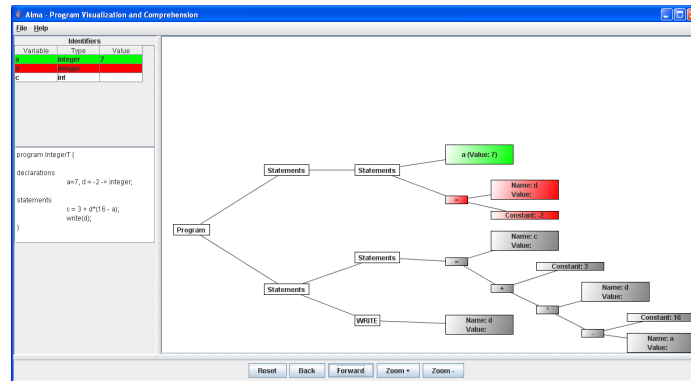 Alma - Program Visualization and Comprehension
File Help
Identifiers
Variable Type Value
a integer 7
d integer
c int
program IntegerT {
declarations
a=7, d = -2 -> integer;
statements
c = 3 + d*(16 - a);
write(d);
}
Program
Statements
Statements
a (Value: 7)
=
Name: d
Value:
Constant: -2
Statements
Statements
=
Name: c
Value:
+
Constant: 3
*
Name: d
Value:
-
Constant: 16
Name: a
Value:
WRITE
Name: d
Value:
Reset Back Forward Zoom + Zoom -